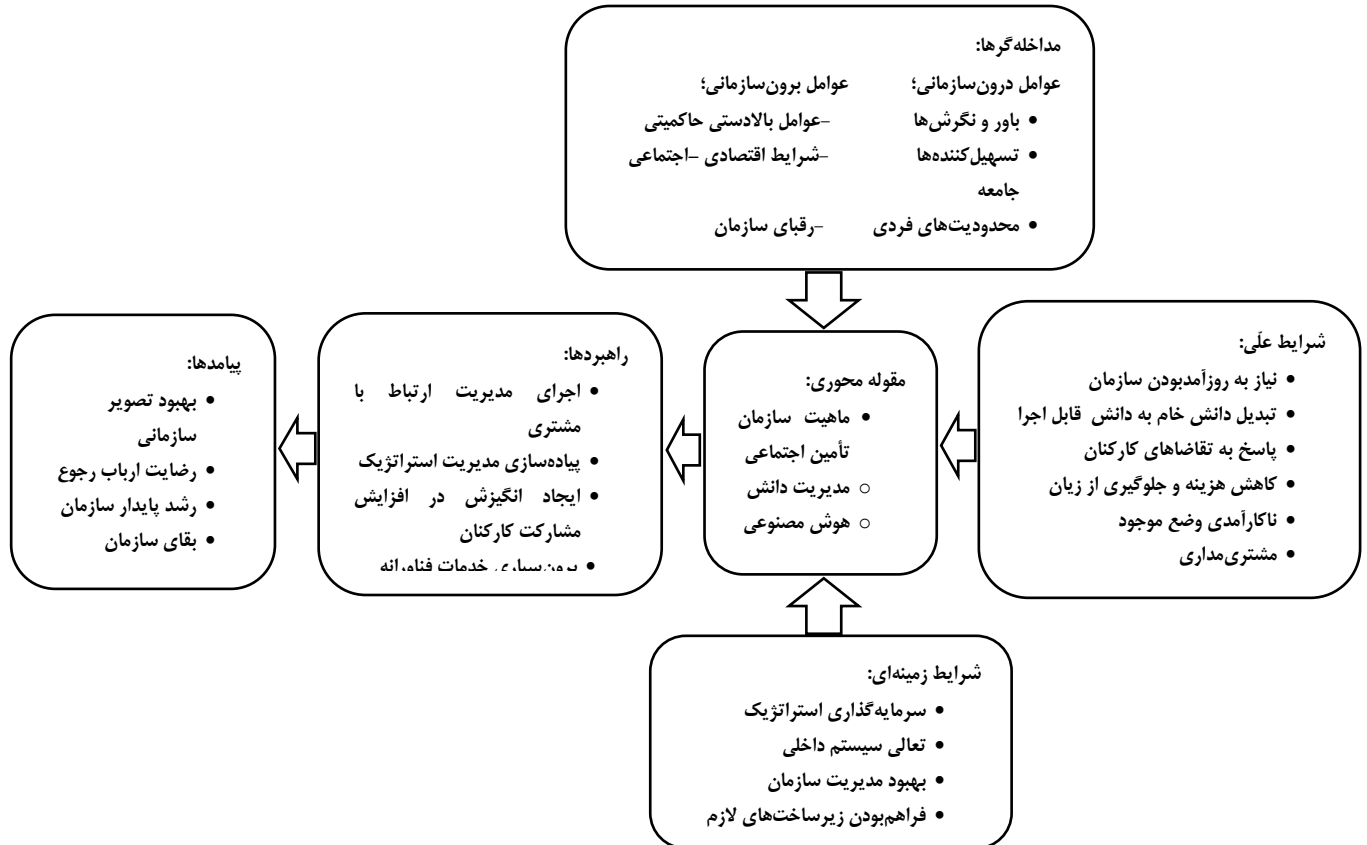 مداخله‌گرها:
عوامل درون‌سازمانی؛ عوامل برون‌سازمانی؛
• باور و نگرش‌ها –عوامل بالادستی حاکمیتی
• تسهیل‌کننده‌ها –شرایط اقتصادی –اجتماعی
جامعه
• محدودیت‌های فردی –رقبای سازمان
شرایط علّی:
• نیاز به روزآمدبودن سازمان
• تبدیل دانش خام به دانش قابل اجرا
• پاسخ به تقاضاهای کارکنان
• کاهش هزینه و جلوگیری از زیان
• ناکارآمدی وضع موجود
• مشتری‌مداری
مقوله محوری:
• ماهیت سازمان
تأمین اجتماعی
○ مدیریت دانش
○ هوش مصنوعی
راهبردها:
• اجرای مدیریت ارتباط با
مشتری
• پیاده‌سازی مدیریت استراتژیک
• ایجاد انگیزش در افزایش
مشارکت کارکنان
• برون‌سپاری خدمات فناورانه
پیامدها:
• بهبود تصویر
سازمانی
• رضایت ارباب رجوع
• رشد پایدار سازمان
• بقای سازمان
شرایط زمینه‌ای:
• سرمایه‌گذاری استراتژیک
• تعالی سیستم داخلی
• بهبود مدیریت سازمان
• فراهم‌بودن زیرساخت‌های لازم